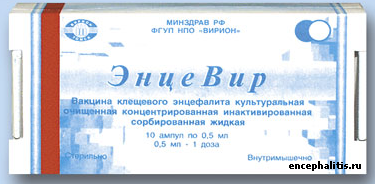 МИНЗДРАВ РФ
ФГУП НПО "ВИРИОН"
ЭнцеВир
Вакцина клещевого энцефалита культуральная
очищенная концентрированная инактивированная
сорбированная жидкая
10 ампул по 0,5 мл
0,5 мл - 1 доза
Стерильно
Внутримышечно
encephalitis.ru